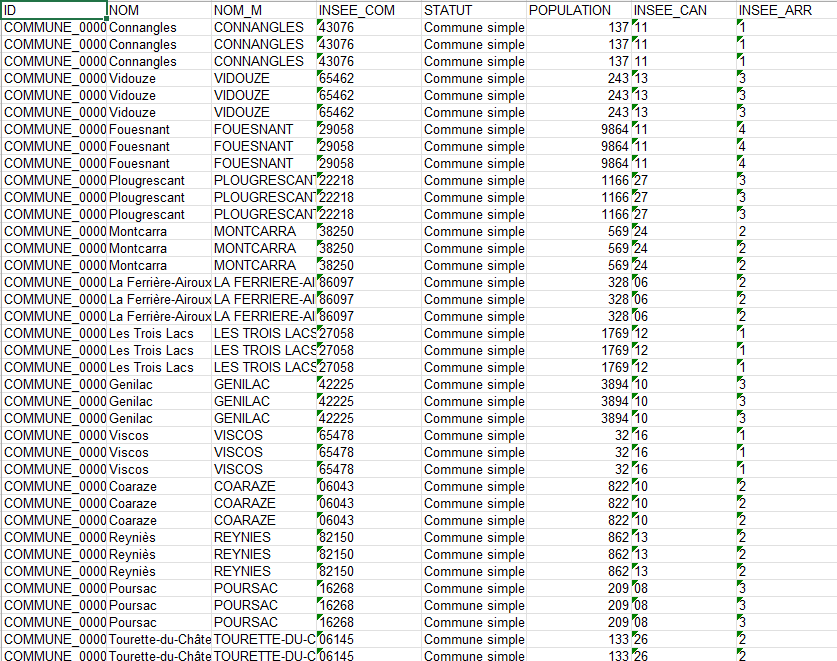 ID NOM NOM_M INSEE_COM STATUT POPULATION INSEE_CAN INSEE_ARR
COMMUNE_0000 Connangles CONNANGLES 43076 Commune simple 137 11 1
COMMUNE_0000 Connangles CONNANGLES 43076 Commune simple 137 11 1
COMMUNE_0000 Connangles CONNANGLES 43076 Commune simple 137 11 1
COMMUNE_0000 Vidouze VIDOUZE 65462 Commune simple 243 13 3
COMMUNE_0000 Vidouze VIDOUZE 65462 Commune simple 243 13 3
COMMUNE_0000 Vidouze VIDOUZE 65462 Commune simple 243 13 3
COMMUNE_0000 Fouesnant FOUESNANT 29058 Commune simple 9864 11 4
COMMUNE_0000 Fouesnant FOUESNANT 29058 Commune simple 9864 11 4
COMMUNE_0000 Fouesnant FOUESNANT 29058 Commune simple 9864 11 4
COMMUNE_0000 Plougrescant PLOUGRESCANT 22218 Commune simple 1166 27 3
COMMUNE_0000 Plougrescant PLOUGRESCANT 22218 Commune simple 1166 27 3
COMMUNE_0000 Plougrescant PLOUGRESCANT 22218 Commune simple 1166 27 3
COMMUNE_0000 Montcarra MONTCARRA 38250 Commune simple 569 24 2
COMMUNE_0000 Montcarra MONTCARRA 38250 Commune simple 569 24 2
COMMUNE_0000 Montcarra MONTCARRA 38250 Commune simple 569 24 2
COMMUNE_0000 La Ferrière-Airoux LA FERRIERE-AI 86097 Commune simple 328 06 2
COMMUNE_0000 La Ferrière-Airoux LA FERRIERE-AI 86097 Commune simple 328 06 2
COMMUNE_0000 La Ferrière-Airoux LA FERRIERE-AI 86097 Commune simple 328 06 2
COMMUNE_0000 Les Trois Lacs LES TROIS LACS 27058 Commune simple 1769 12 1
COMMUNE_0000 Les Trois Lacs LES TROIS LACS 27058 Commune simple 1769 12 1
COMMUNE_0000 Les Trois Lacs LES TROIS LACS 27058 Commune simple 1769 12 1
COMMUNE_0000 Genilac GENILAC 42225 Commune simple 3894 10 3
COMMUNE_0000 Genilac GENILAC 42225 Commune simple 3894 10 3
COMMUNE_0000 Genilac GENILAC 42225 Commune simple 3894 10 3
COMMUNE_0000 Viscos VISCOS 65478 Commune simple 32 16 1
COMMUNE_0000 Viscos VISCOS 65478 Commune simple 32 16 1
COMMUNE_0000 Viscos VISCOS 65478 Commune simple 32 16 1
COMMUNE_0000 Coaraze COARAZE 06043 Commune simple 822 10 2
COMMUNE_0000 Coaraze COARAZE 06043 Commune simple 822 10 2
COMMUNE_0000 Coaraze COARAZE 06043 Commune simple 822 10 2
COMMUNE_0000 Reyniès REYNIES 82150 Commune simple 862 13 2
COMMUNE_0000 Reyniès REYNIES 82150 Commune simple 862 13 2
COMMUNE_0000 Reyniès REYNIES 82150 Commune simple 862 13 2
COMMUNE_0000 Poursac POURSAC 16268 Commune simple 209 08 3
COMMUNE_0000 Poursac POURSAC 16268 Commune simple 209 08 3
COMMUNE_0000 Poursac POURSAC 16268 Commune simple 209 08 3
COMMUNE_0000 Tourette-du-Châte TOURETTE-DU-C 06145 Commune simple 133 26 2
COMMUNE_0000 Tourette-du-Châte TOURETTE-DU-C 06145 Commune simple 133 26 2